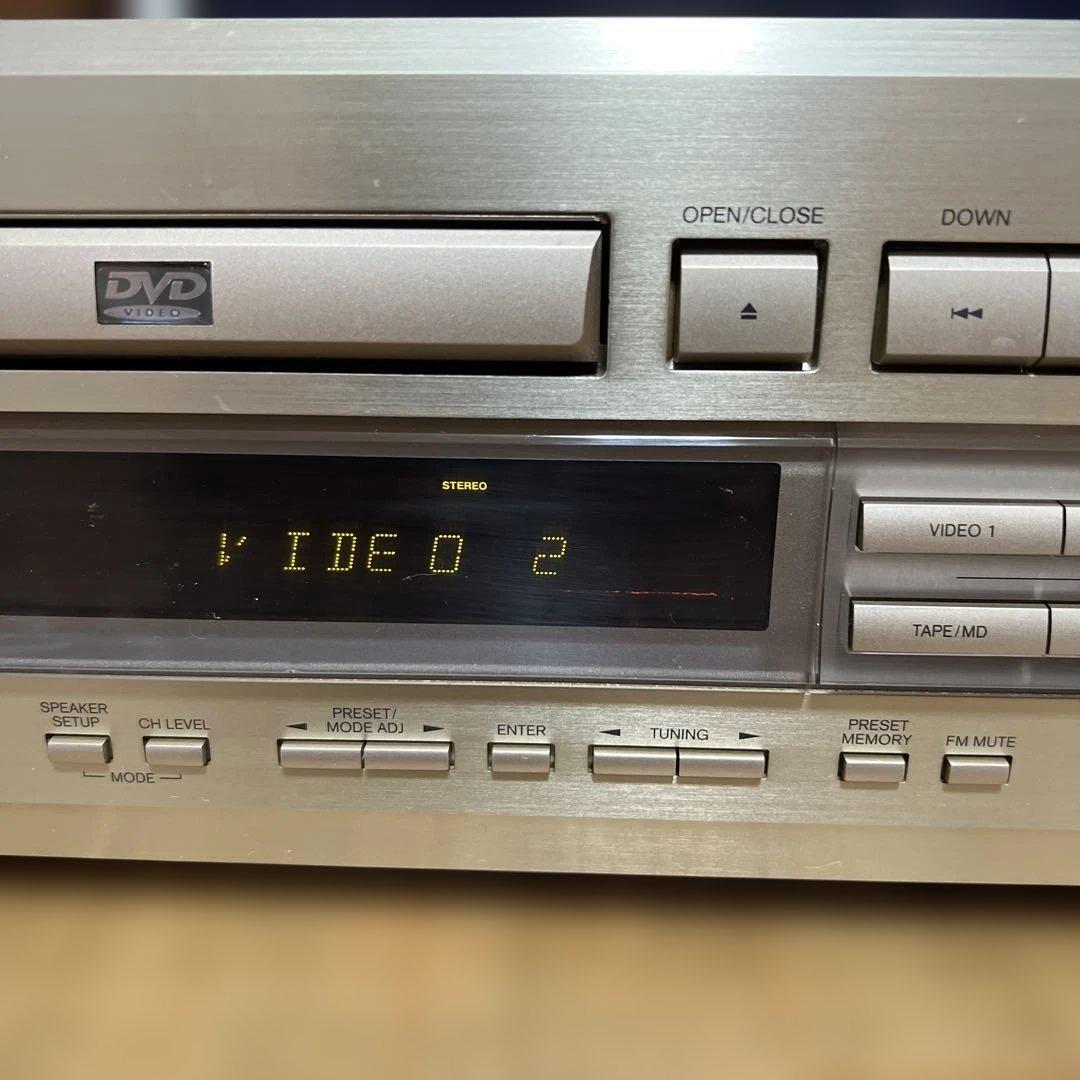 OPEN/CLOSE
DOWN
DVD
VIDEO
STEREO
VIDEO 2
VIDEO 1
TAPE/MD
SPEAKER
SETUP
CH LEVEL
MODE
PRESET/
MODE ADJ
ENTER
TUNING
PRESET
MEMORY
FM MUTE